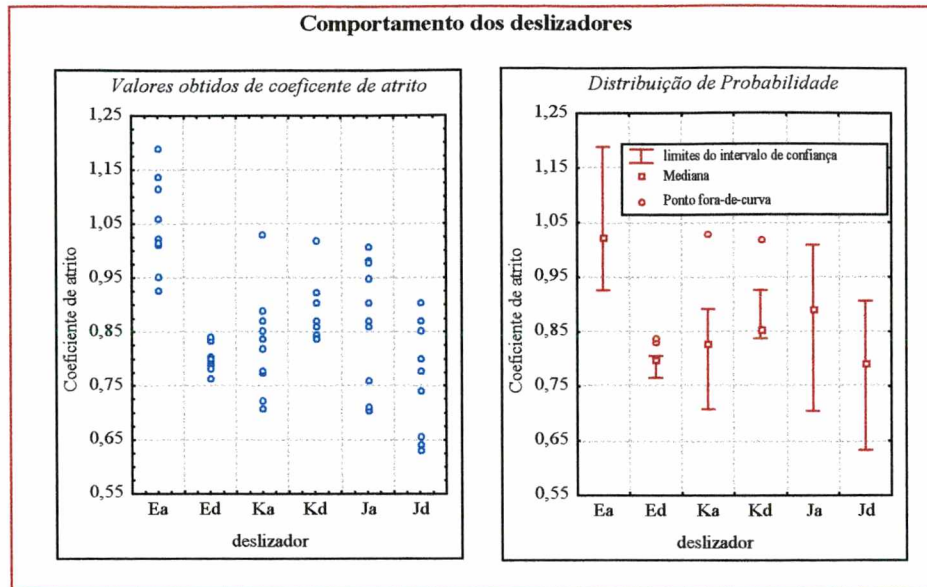 Comportamento dos deslizadores
Valores obtidos de coeficente de atrito
1,25
1,15
1,05
0,95
0,85
0,75
0,65
0,55
Coeficiente de atrito
Ea Ed Ka Kd Ja Jd
deslizador
Distribuição de Probabilidade
1,25
1,15
1,05
0,95
0,85
0,75
0,65
0,55
Coeficiente de atrito
limites do intervalo de confiança
Mediana
Ponto fora-de-curva
Ea Ed Ka Kd Ja Jd
deslizador